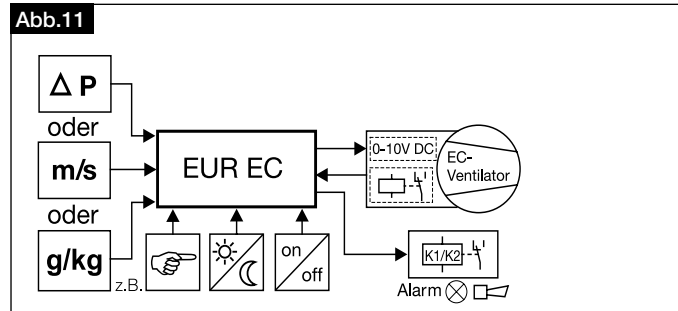 Abb.11
Δ P
oder
m/s
oder
g/kg
z.B.
EUR EC
on
off
0-10V DC
EC-
Ventilator
K1/K2
Alarm